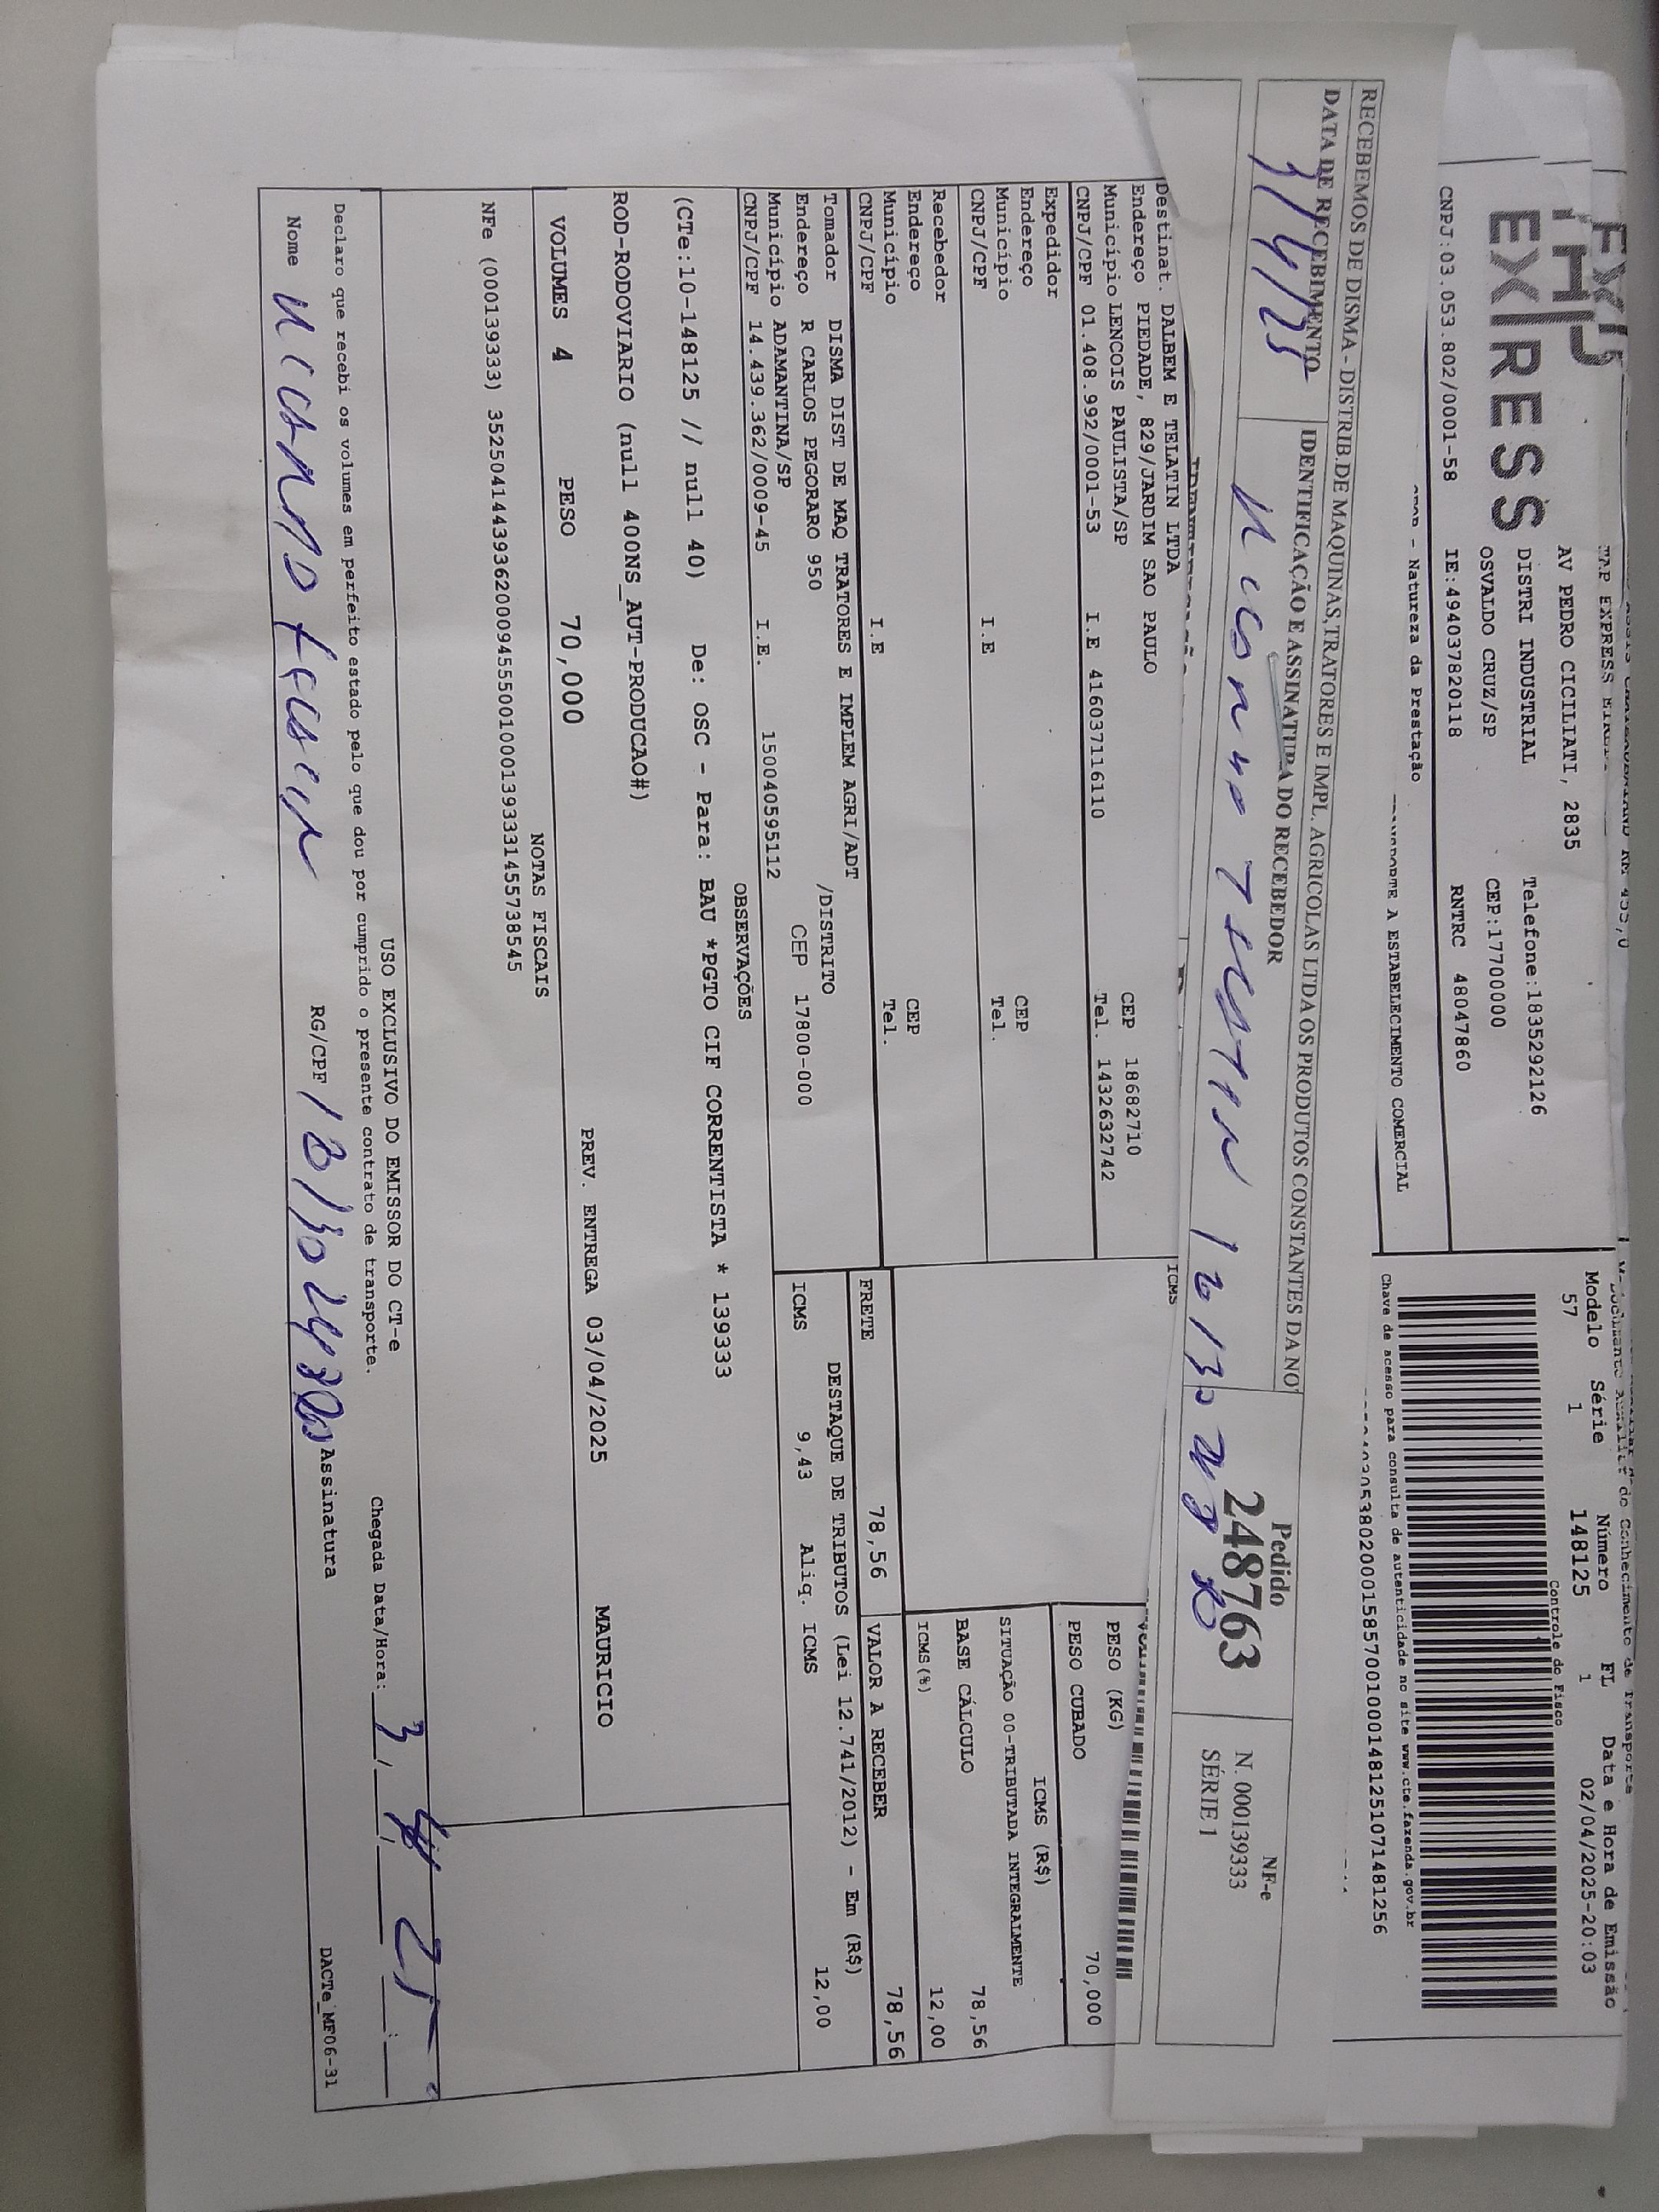 EXPRESS
TAP EXPRESS
AV PEDRO CICILIATI, 2835
DISTRI INDUSTRIAL Telefone:1835292126
OSVALDO CRUZ/SP CEP:17700000
CNPJ:03.053.802/0001-58 IE:494037820118 RNTRC 48047860
Modelo Série Número FL Data e Hora de Emissão
57 1 148125 1 02/04/2025-20:03
Controle do Fisco
Chave de acesso para consulta de autenticidade no site www.cte.fazenda.gov.br
- Natureza da Prestação
A ESTABELECIMENTO COMERCIAL
RECEBEMOS DE DISMA - DISTRIB.DE MAQUINAS,TRATORES E IMPL. AGRICOLAS LTDA OS PRODUTOS CONSTANTES DA NO
DATA DE RECEBIMENTO IDENTIFICAÇÃO E ASSINATURA DO RECEBEDOR
3/4/25
Pedido
248763
NF-e
N. 000139333
SÉRIE 1
ICMS
Destinat. DALBEM E TELATIN LTDA
Endereço PIEDADE, 829/JARDIM SAO PAULO CEP 18682710
Município LENCOIS PAULISTA/SP Tel. 1432632742
CNPJ/CPF 01.408.992/0001-53 I.E 416037116110
PESO (KG)
PESO CUBADO 70,000
Expedidor
Endereço CEP
Município Tel.
CNPJ/CPF I.E
ICMS (R$)
SITUAÇÃO 00-TRIBUTADA INTEGRALMENTE
BASE CÁLCULO 78,56
ICMS(%) 12,00
Recebedor
Endereço CEP
Município Tel.
CNPJ/CPF I.E
FRETE 78,56 VALOR A RECEBER 78,56
Tomador DISMA DIST DE MAQ TRATORES E IMPLEM AGRI/ADT
Endereço R CARLOS PEGORARO 950 /DISTRITO
Município ADAMANTINA/SP CEP 17800-000
CNPJ/CPF 14.439.362/0009-45 I.E. 15004059511​2
DESTAQUE DE TRIBUTOS (Lei 12.741/2012) - Em (R$)
ICMS 9,43 Aliq. ICMS 12,00
OBSERVAÇÕES
(CTe:10-148125 // null 40) De: OSC - Para: BAU *PGTO CIF CORRENTISTA * 139333
ROD-RODOVIARIO (null 400NS_AUT-PRODUCAO#)
VOLUMES 4 PESO 70,000 PREV. ENTREGA 03/04/2025 MAURICIO
NOTAS FISCAIS
NFe (000139333) 35250414439362000945550010001393331455738545
USO EXCLUSIVO DO EMISSOR DO CT-e
Declaro que recebi os volumes em perfeito estado pelo que dou por cumprido o presente contrato de transporte.
Chegada Data/Hora: 3/4/25
Nome RG/CPF Assinatura
DACTe_MF06-31